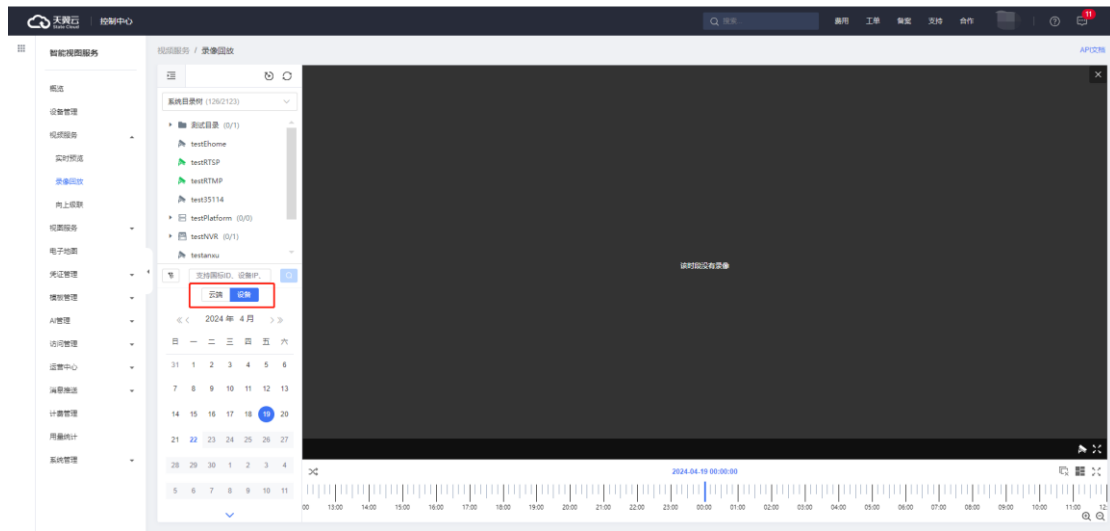 天翼云
State Cloud
控制中心
搜索
费用
工单
备案
支持
合作
11
智能视图服务
概览
设备管理
视频服务
实时预览
录像回放
向上级联
视图服务
电子地图
凭证管理
模板管理
AI管理
访问管理
运营中心
消息推送
计费管理
用量统计
系统管理
视频服务 / 录像回放
API文档
系统目录树 (126/2123)
测试目录 (0/1)
testEhome
testRTSP
testRTMP
test35114
testPlatform (0/0)
testNVR (0/1)
testanxu
支持国标ID、设备IP、
云端 设备
2024 年 4 月
日 一 二 三 四 五 六
31 1 2 3 4 5 6
7 8 9 10 11 12 13
14 15 16 17 18 19 20
21 22 23 24 25 26 27
28 29 30 1 2 3 4
5 6 7 8 9 10 11
该时段没有录像
2024-04-19 00:00:00
00 13:00 14:00 15:00 16:00 17:00 18:00 19:00 20:00 21:00 22:00 23:00 00:00 01:00 02:00 03:00 04:00 05:00 06:00 07:00 08:00 09:00 10:00 11:00 12: